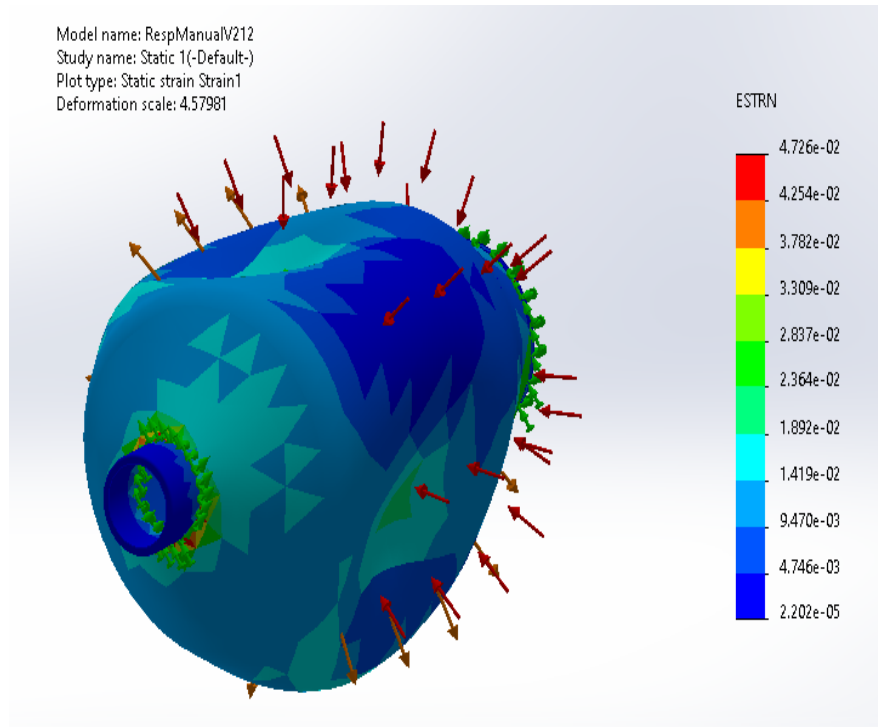 Model name: RespManualV212
Study name: Static 1(-Default-)
Plot type: Static strain Strain1
Deformation scale: 4.57981
ESTRN
4.726e-02
4.254e-02
3.782e-02
3.309e-02
2.837e-02
2.364e-02
1.892e-02
1.419e-02
9.470e-03
4.746e-03
2.202e-05